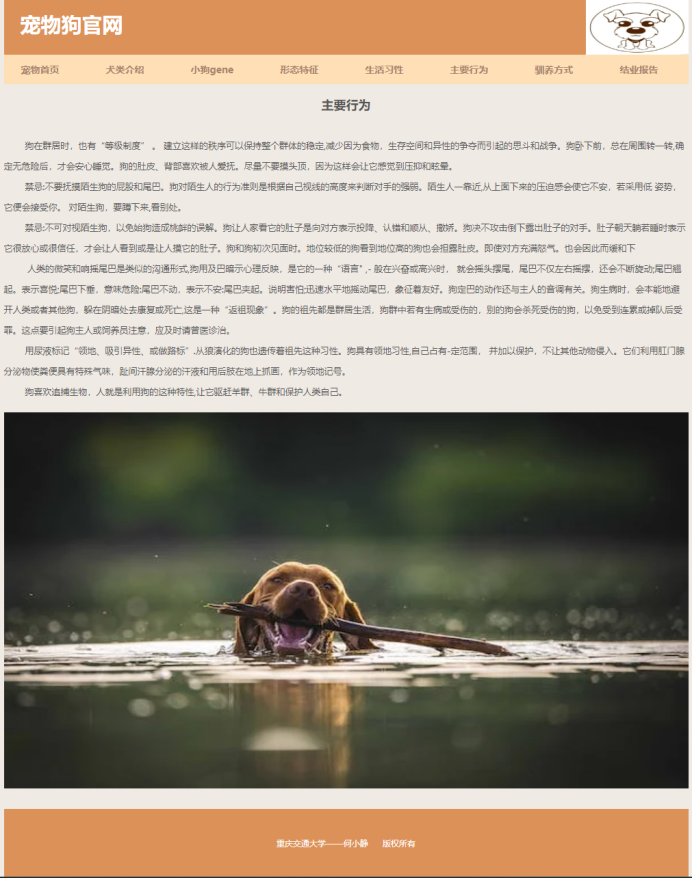 宠物狗官网
宠物首页 犬类介绍 小狗gene 形态特征 生活习性 主要行为 驯养方式 结业报告
主要行为
狗在群居时，也有“等级制度” 。 建立这样的秩序可以保持整个群体的稳定,减少因为食物，生存空间和异性的争夺而引起的恶斗和战争。狗卧下前，总在周围转一转,确
定无危险后，才会安心睡觉。狗的肚皮、背部喜欢被人爱抚。尽量不要摸头顶，因为这样会让它感觉到压抑和眩晕。
禁忌:不要抚摸陌生狗的屁股和尾巴。狗对陌生人的行为准则是根据自己视线的高度来判断对手的强弱。陌生人一靠近,从上面下来的压迫感会使它不安，若采用低 姿势，
它便会接受你。 对陌生狗，要蹲下来,看别处。
禁忌:不可对视陌生狗，以免始狗造成桃衅的误解。狗让人家看它的肚子是向对方表示投降、认错和顺从、撒娇。狗决不攻击倒下露出肚子的对手。肚子朝天躺若睡时表示
它很放心或很信任，才会让人看到或是让人摸它的肚子。狗和狗初次见面时。地位较低的狗看到地位高的狗也会袒露肚皮。即使对方充满怒气。也会因此而缓和下
人类的微笑和响摇尾巴是类似的沟通形式,狗用及巴暗示心理反映，是它的一种“语言”, - 般在兴奋或高兴时， 就会摇头摆尾，尾巴不仅左右摇摆，还会不断旋动;尾巴翘
起。表示喜悦;尾巴下垂，意味危险;尾巴不动，表示不安;尾巴夹起。说明害怕;迅速水平地摇动尾巴，象征着友好。狗定巴的动作还与主人的音调有关。狗生病时，会本能地避
开人类或者其他狗，躲在阴暗处去康复或死亡,这是一种“返祖现象”。狗的祖先都是群居生活，狗群中若有生病或受伤的，别的狗会杀死受伤的狗，以免受到连累或掉队后受
罪。这点要引起狗主人或饲养员注意，应及时请兽医诊治。
用尿液标记“领地、吸引异性、或做路标”.从狼演化的狗也遗传着祖先这种习性。狗具有领地习性,自己占有-定范围， 并加以保护，不让其他动物侵入。它们利用肛门腺
分泌物使粪便具有特殊气味，趾间汗腺分泌的汗液和用后肢在地上抓画，作为领地记号。
狗喜欢追捕生物，人就是利用狗的这种特性,让它驱赶羊群、牛群和保护人类自己。
重庆交通大学——何小静 版权所有